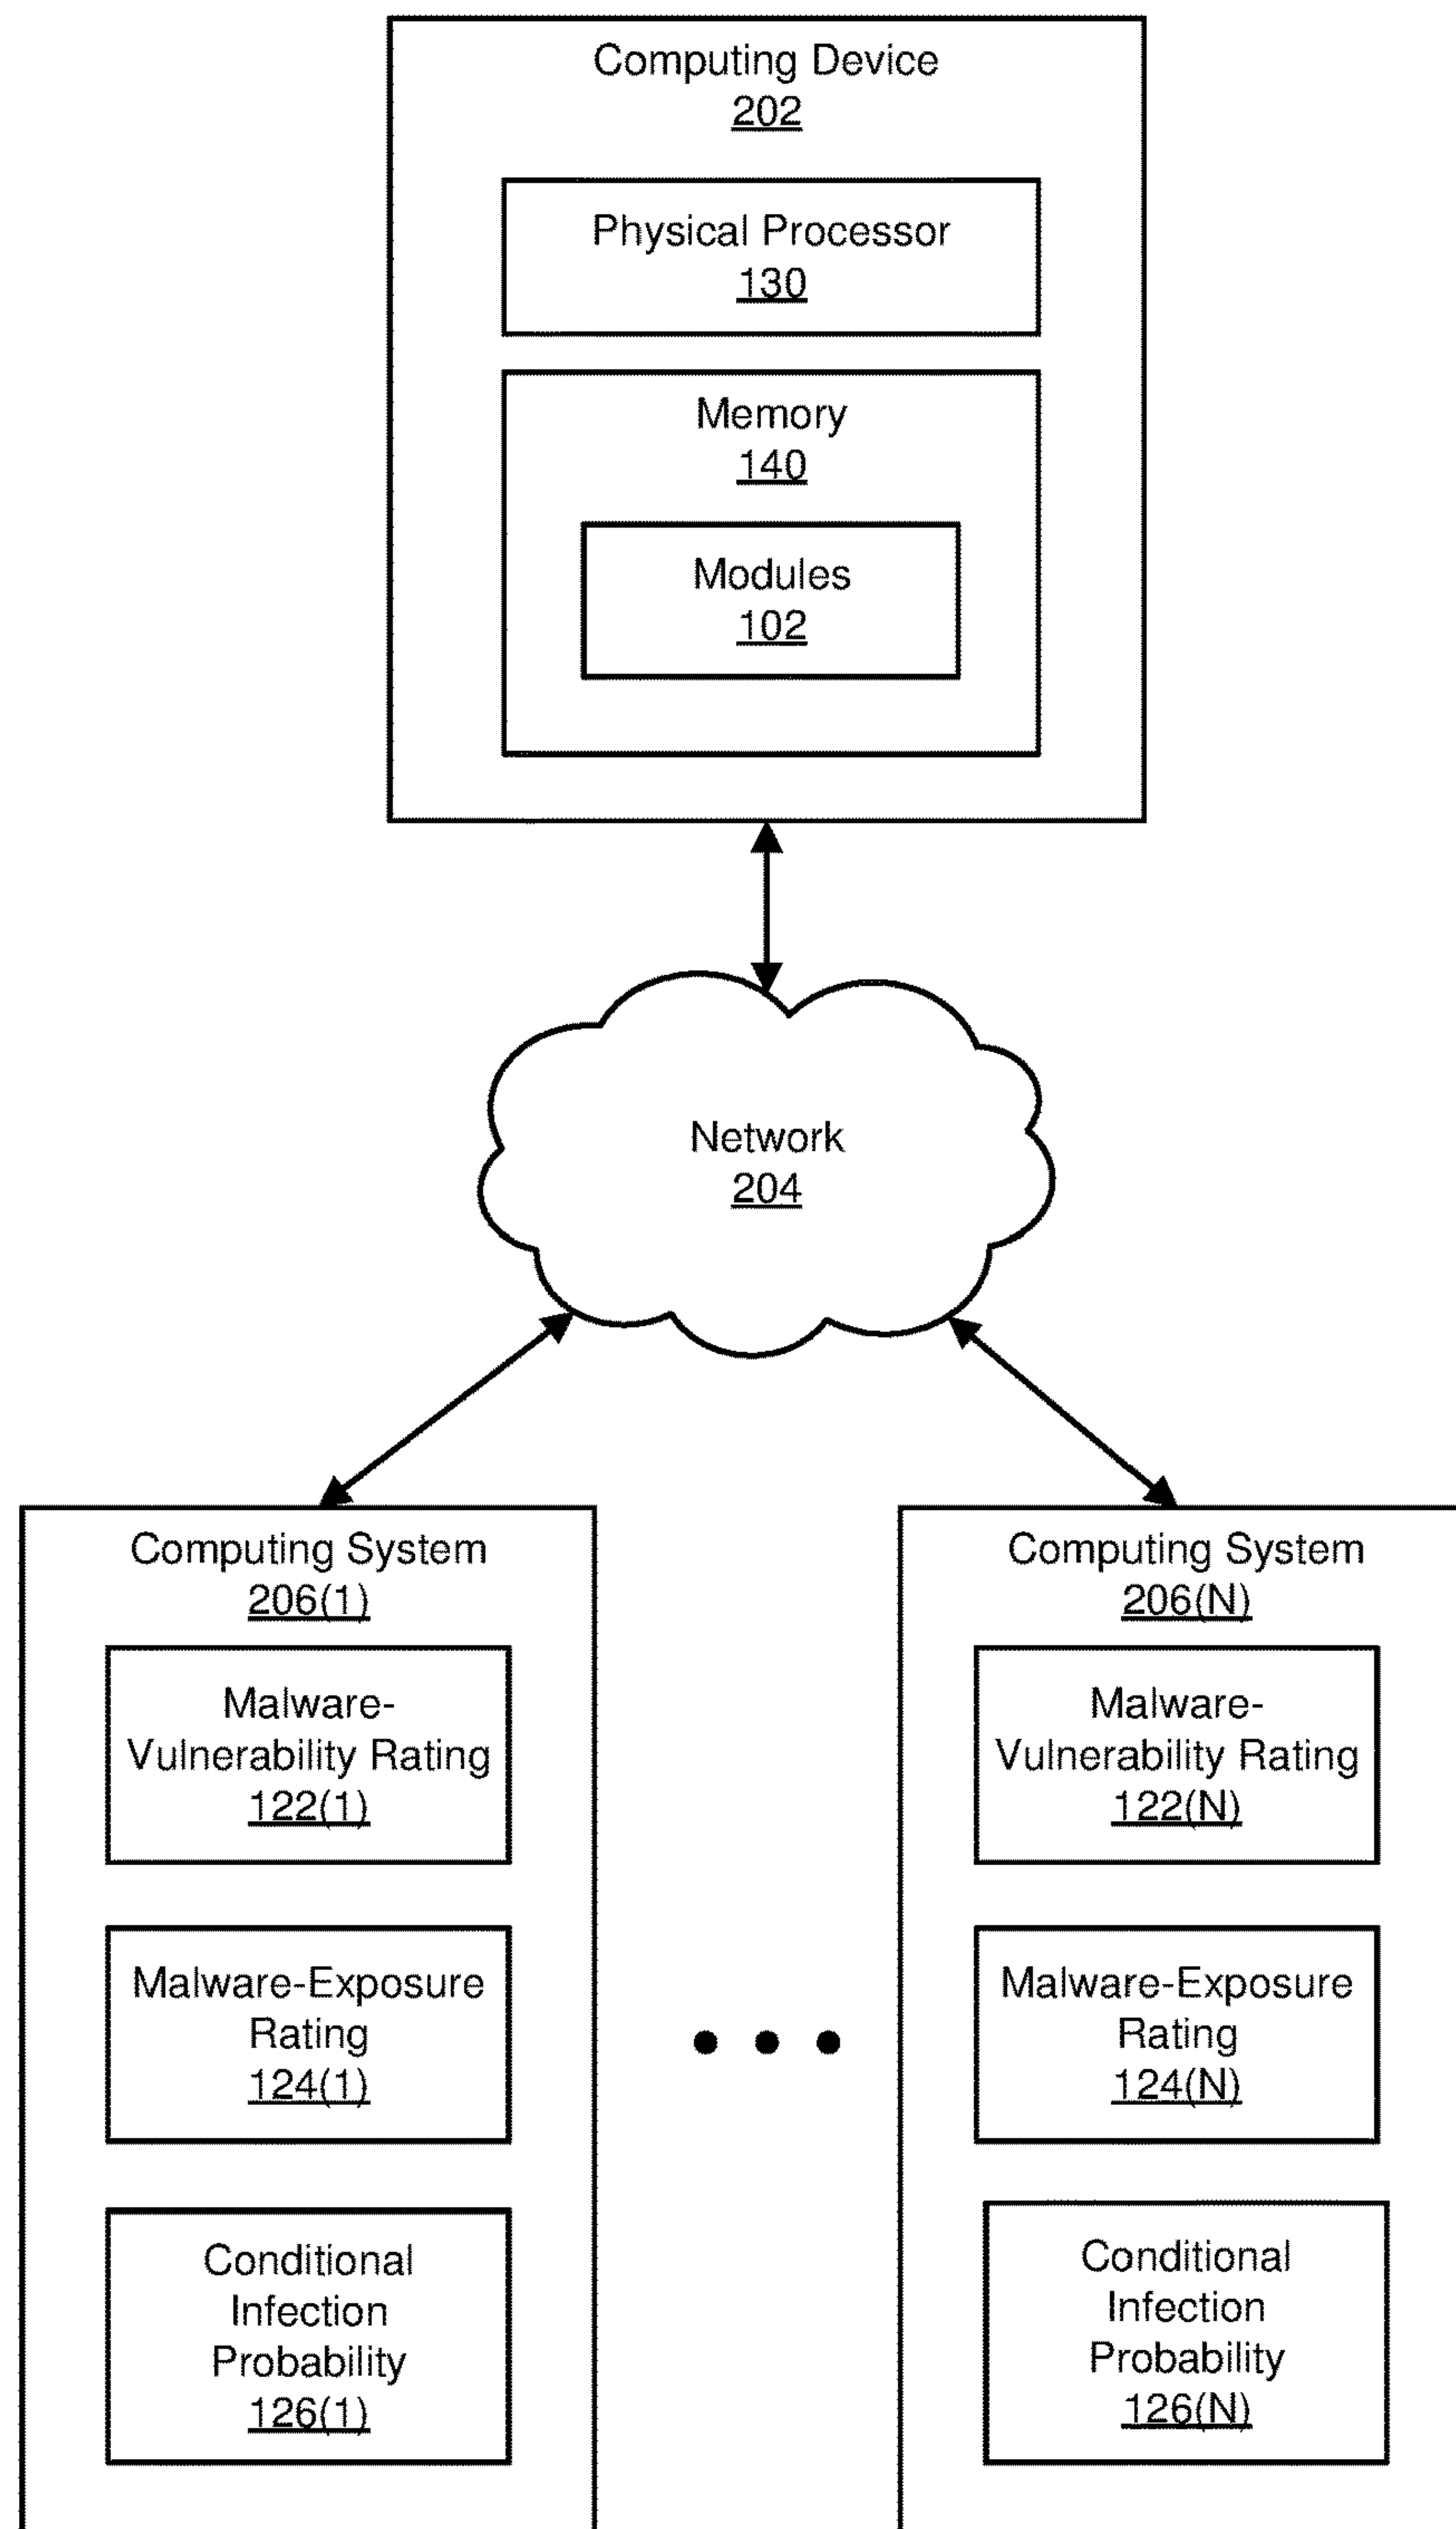 Computing Device
202
Physical Processor
130
Memory
140
Modules
102
Network
204
Computing System
206(1)
Malware-
Vulnerability Rating
122(1)
Malware-Exposure
Rating
124(1)
Conditional
Infection
Probability
126(1)
Computing System
206(N)
Malware-
Vulnerability Rating
122(N)
Malware-Exposure
Rating
124(N)
Conditional
Infection
Probability
126(N)